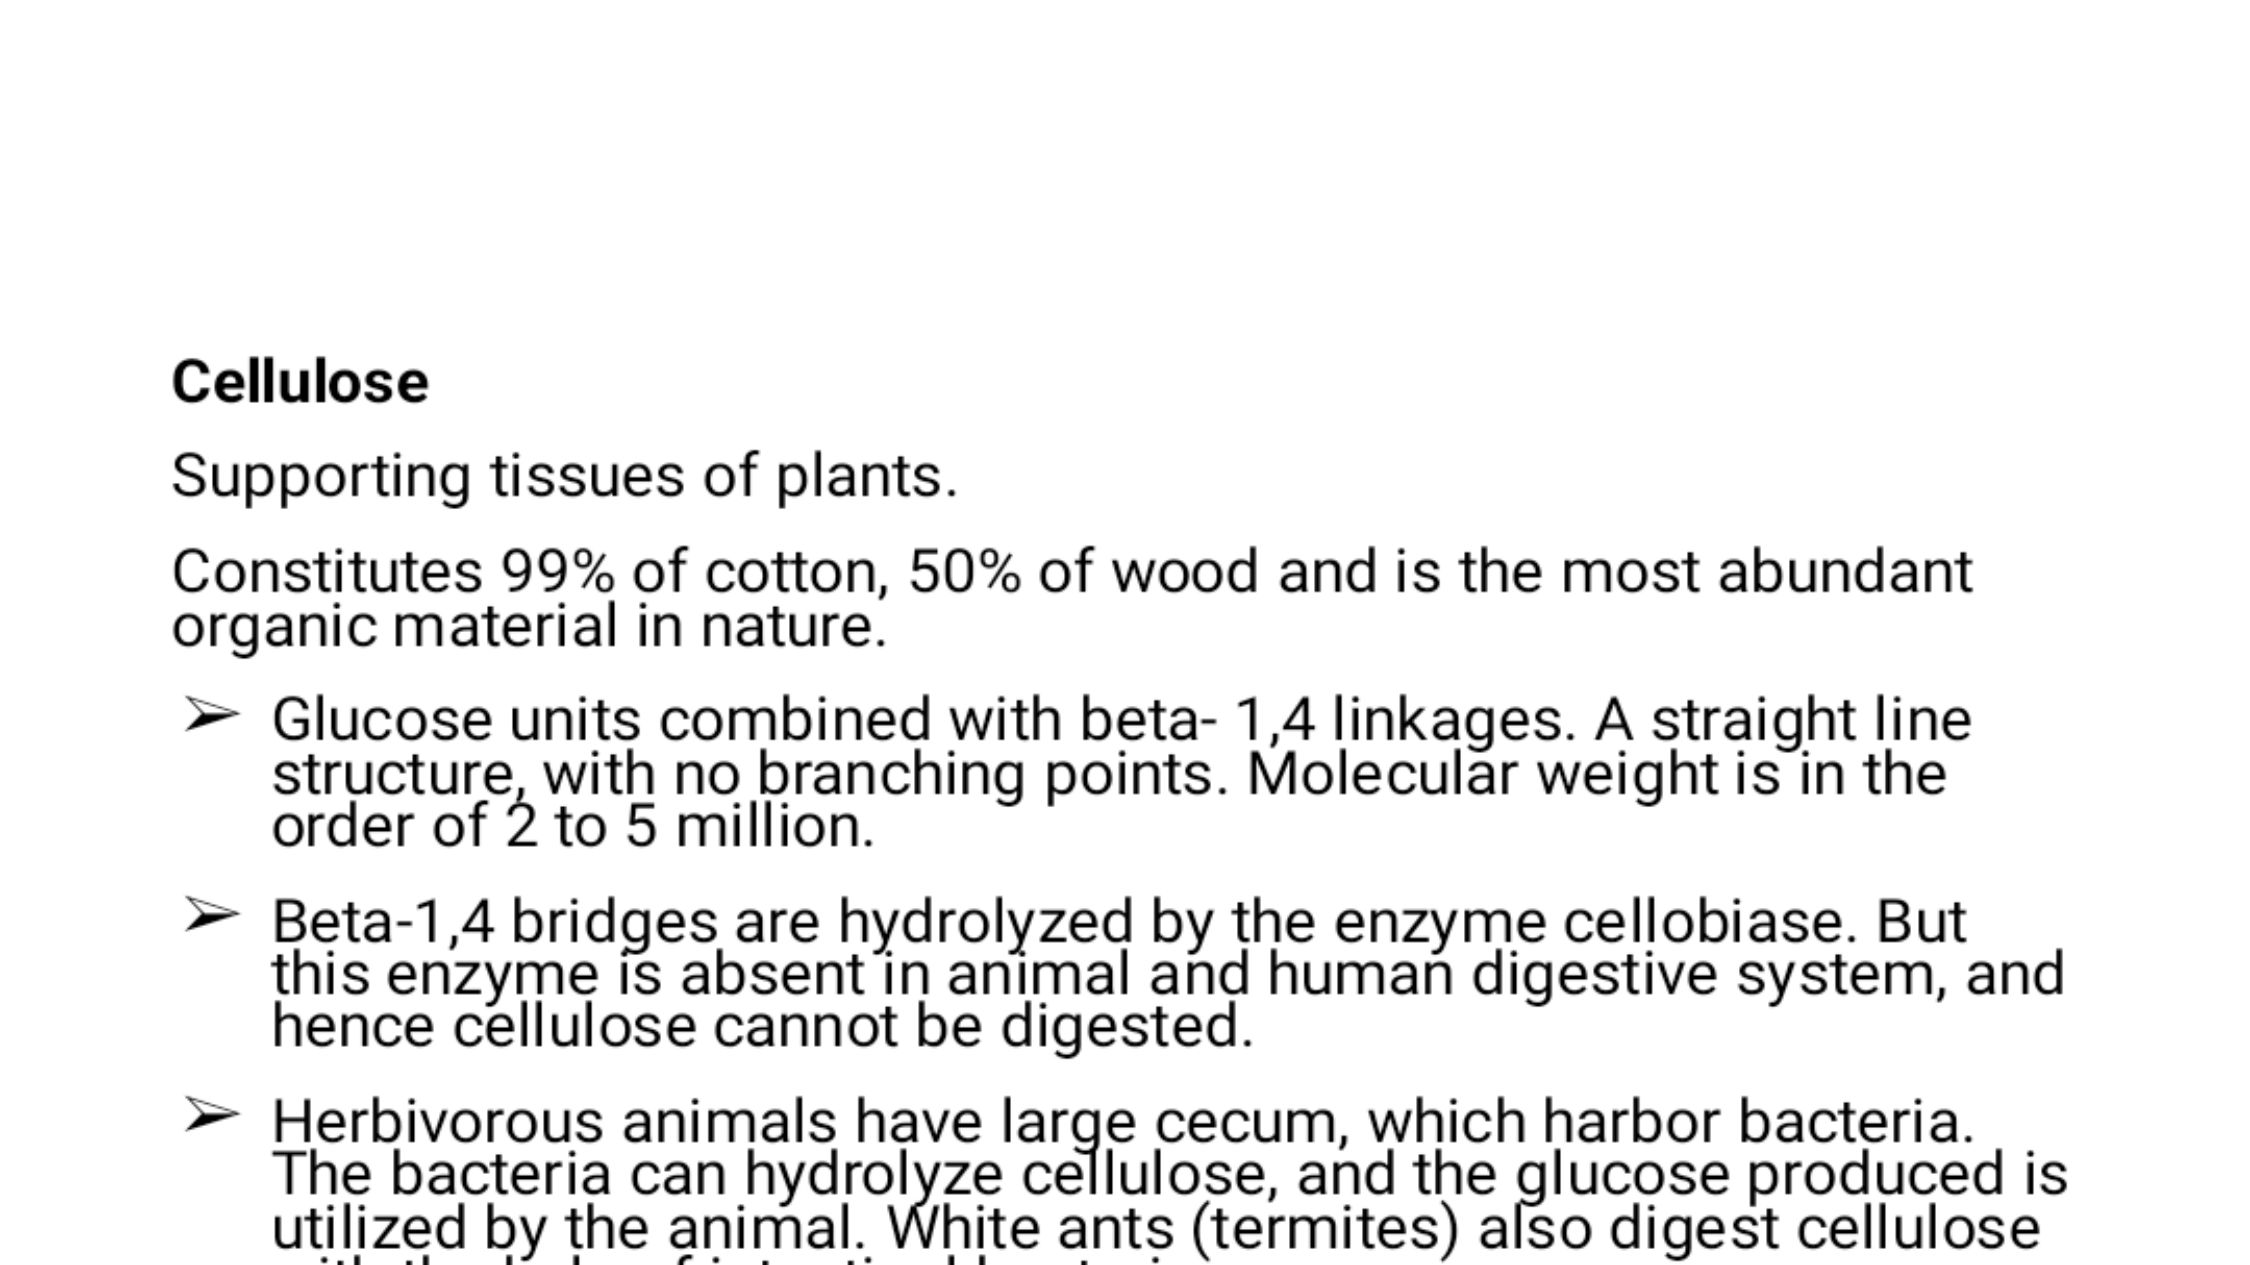 Cellulose
Supporting tissues of plants.
Constitutes 99% of cotton, 50% of wood and is the most abundant
organic material in nature.
➢ Glucose units combined with beta- 1,4 linkages. A straight line
structure, with no branching points. Molecular weight is in the
order of 2 to 5 million.
➢ Beta-1,4 bridges are hydrolyzed by the enzyme cellobiase. But
this enzyme is absent in animal and human digestive system, and
hence cellulose cannot be digested.
➢ Herbivorous animals have large cecum, which harbor bacteria.
The bacteria can hydrolyze cellulose, and the glucose produced is
utilized by the animal. White ants (termites) also digest cellulose